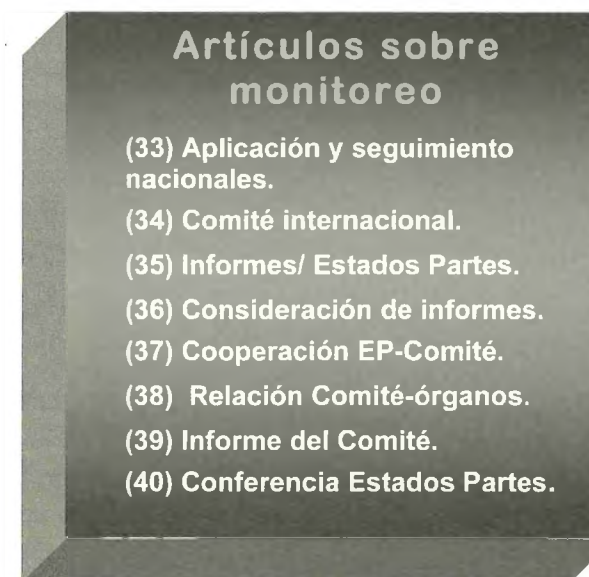 Artículos sobre
monitoreo
(33) Aplicación y seguimiento
nacionales.
(34) Comité internacional.
(35) Informes/ Estados Partes.
(36) Consideración de informes.
(37) Cooperación EP-Comité.
(38) Relación Comité-órganos.
(39) Informe del Comité.
(40) Conferencia Estados Partes.